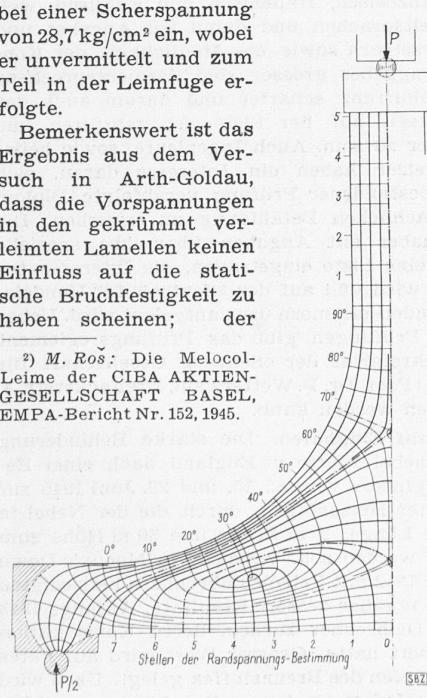 bei einer Scherspannung
von 28,7 kg/cm² ein, wobei
er unvermittelt und zum
Teil in der Leimfuge er-
folgte.
Bemerkenswert ist das
Ergebnis aus dem Ver-
such Wirth-Goldbach,
dass die Vorspannungen
in den gekrümmt ver-
leimten Lamellen keinen
Einfluss auf die stati-
sche Bruchfestigkeit zu
haben scheinen; der
²) M. Roš: Die Melocol-
Leime der CIBA AKTIEN-
GESELLSCHAFT BASEL,
EMPA-Bericht Nr. 152, 1945.
P
5
4
3
2
1
90°
80°
70°
60°
50°
40°
30°
20°
10°
0°
7 6 5 4 3 2 1 0
Stellen der Randspannungs-Bestimmung
P/2
SBZ